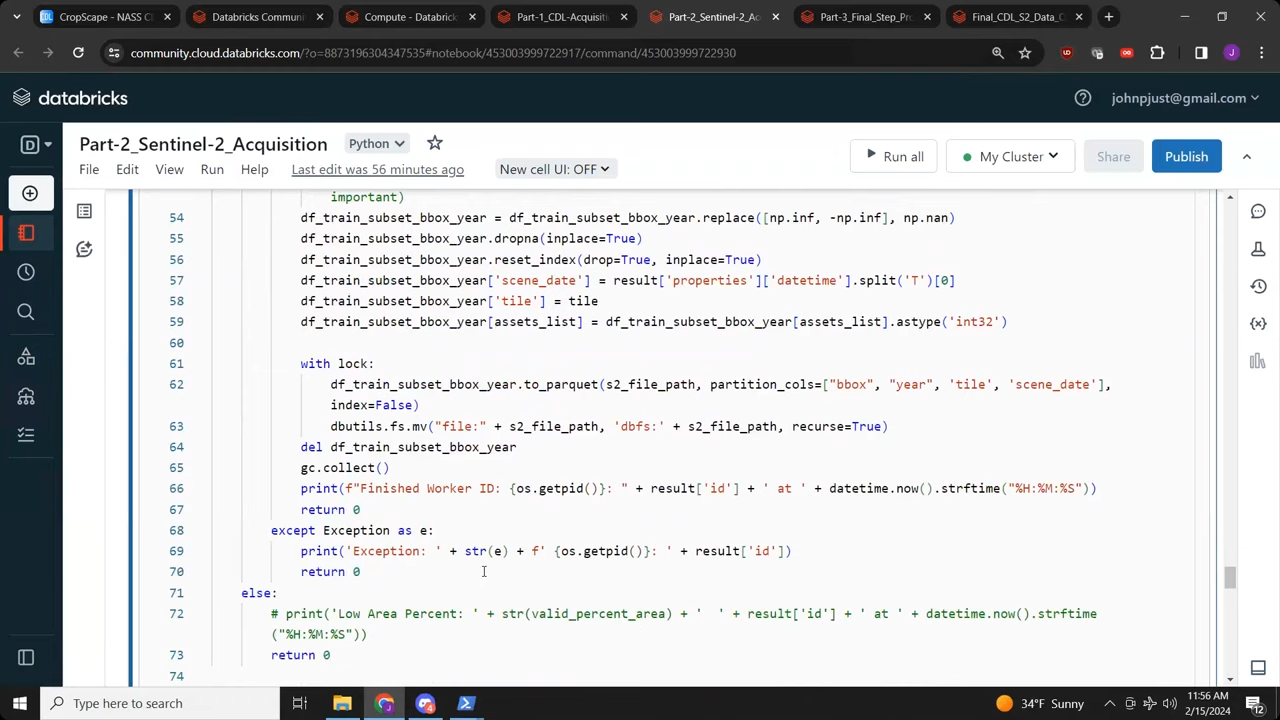 CropScape - NASS C
Databricks Communi
Compute - Databrick
Part-1_CDL-Acquisiti
Part-2_Sentinel-2_Ac
Part-3_Final_Step_Pr
Final_CDL_S2_Data_
community.cloud.databricks.com/?o=8873196304347535#notebook/453003999722917/command/453003999722930
databricks
johnpjust@gmail.com
D
Part-2_Sentinel-2_Acquisition
Python
Run all
My Cluster
Share
Publish
File Edit View Run Help Last edit was 56 minutes ago New cell UI: OFF
important)
54 df_train_subset_bbox_year = df_train_subset_bbox_year.replace([np.inf, -np.inf], np.nan)
55 df_train_subset_bbox_year.dropna(inplace=True)
56 df_train_subset_bbox_year.reset_index(drop=True, inplace=True)
57 df_train_subset_bbox_year['scene_date'] = result['properties']['datetime'].split('T')[0]
58 df_train_subset_bbox_year['tile'] = tile
59 df_train_subset_bbox_year[assets_list] = df_train_subset_bbox_year[assets_list].astype('int32')
60
61 with lock:
62 df_train_subset_bbox_year.to_parquet(s2_file_path, partition_cols=["bbox", "year", 'tile', 'scene_date'],
index=False)
63 dbutils.fs.mv("file:" + s2_file_path, 'dbfs:' + s2_file_path, recurse=True)
64 del df_train_subset_bbox_year
65 gc.collect()
66 print(f"Finished Worker ID: {os.getpid()}: " + result['id'] + ' at ' + datetime.now().strftime("%H:%M:%S"))
67 return 0
68 except Exception as e:
69 print('Exception: ' + str(e) + f' {os.getpid()}: ' + result['id'])
70 return 0
71 else:
72 # print('Low Area Percent: ' + str(valid_percent_area) + '  ' + result['id'] + ' at ' + datetime.now().strftime
("%H:%M:%S"))
73 return 0
74
Type here to search
34°F Sunny
11:56 AM
2/15/2024
12